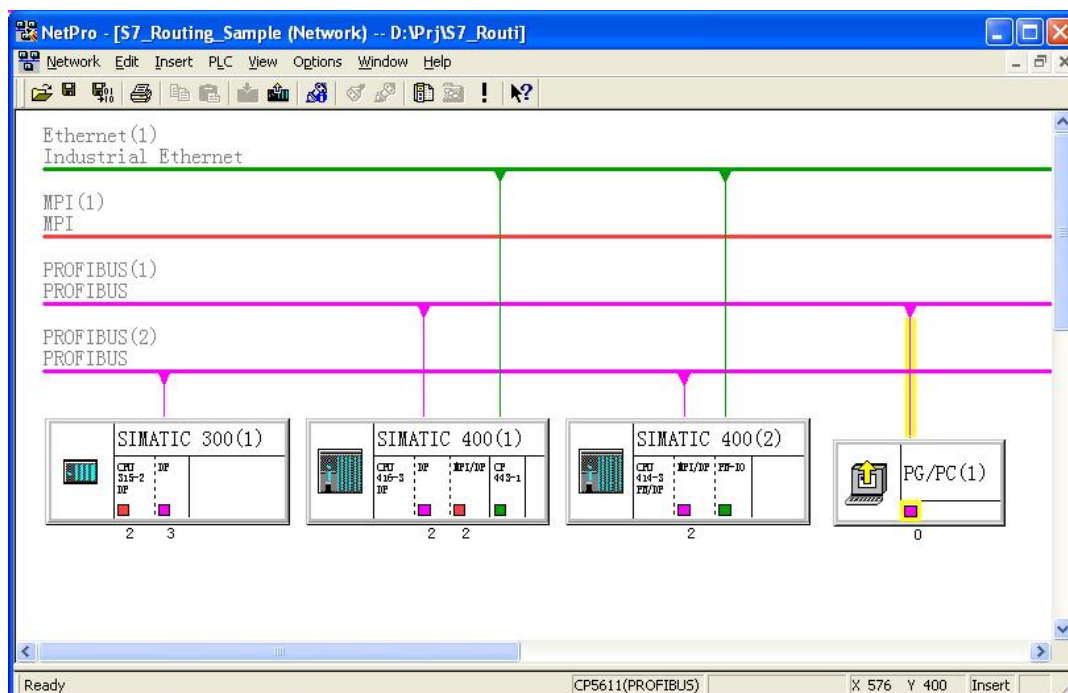 NetPro - [S7_Routing_Sample (Network) -- D:\Prj\S7_Routi]
Network Edit Insert PLC View Options Window Help
Ethernet(1)
Industrial Ethernet
MPI(1)
MPI
PROFIBUS(1)
PROFIBUS
PROFIBUS(2)
PROFIBUS
SIMATIC 300(1)
CPU
315-2
DP
DP
2 3
SIMATIC 400(1)
CPU
416-3
DP
DP
MPI/DP
CP
443-1
2 2
SIMATIC 400(2)
CPU
414-3
PN/DP
MPI/DP
PN-IO
2
PG/PC(1)
0
Ready
CP5611(PROFIBUS)
X 576 Y 400
Insert